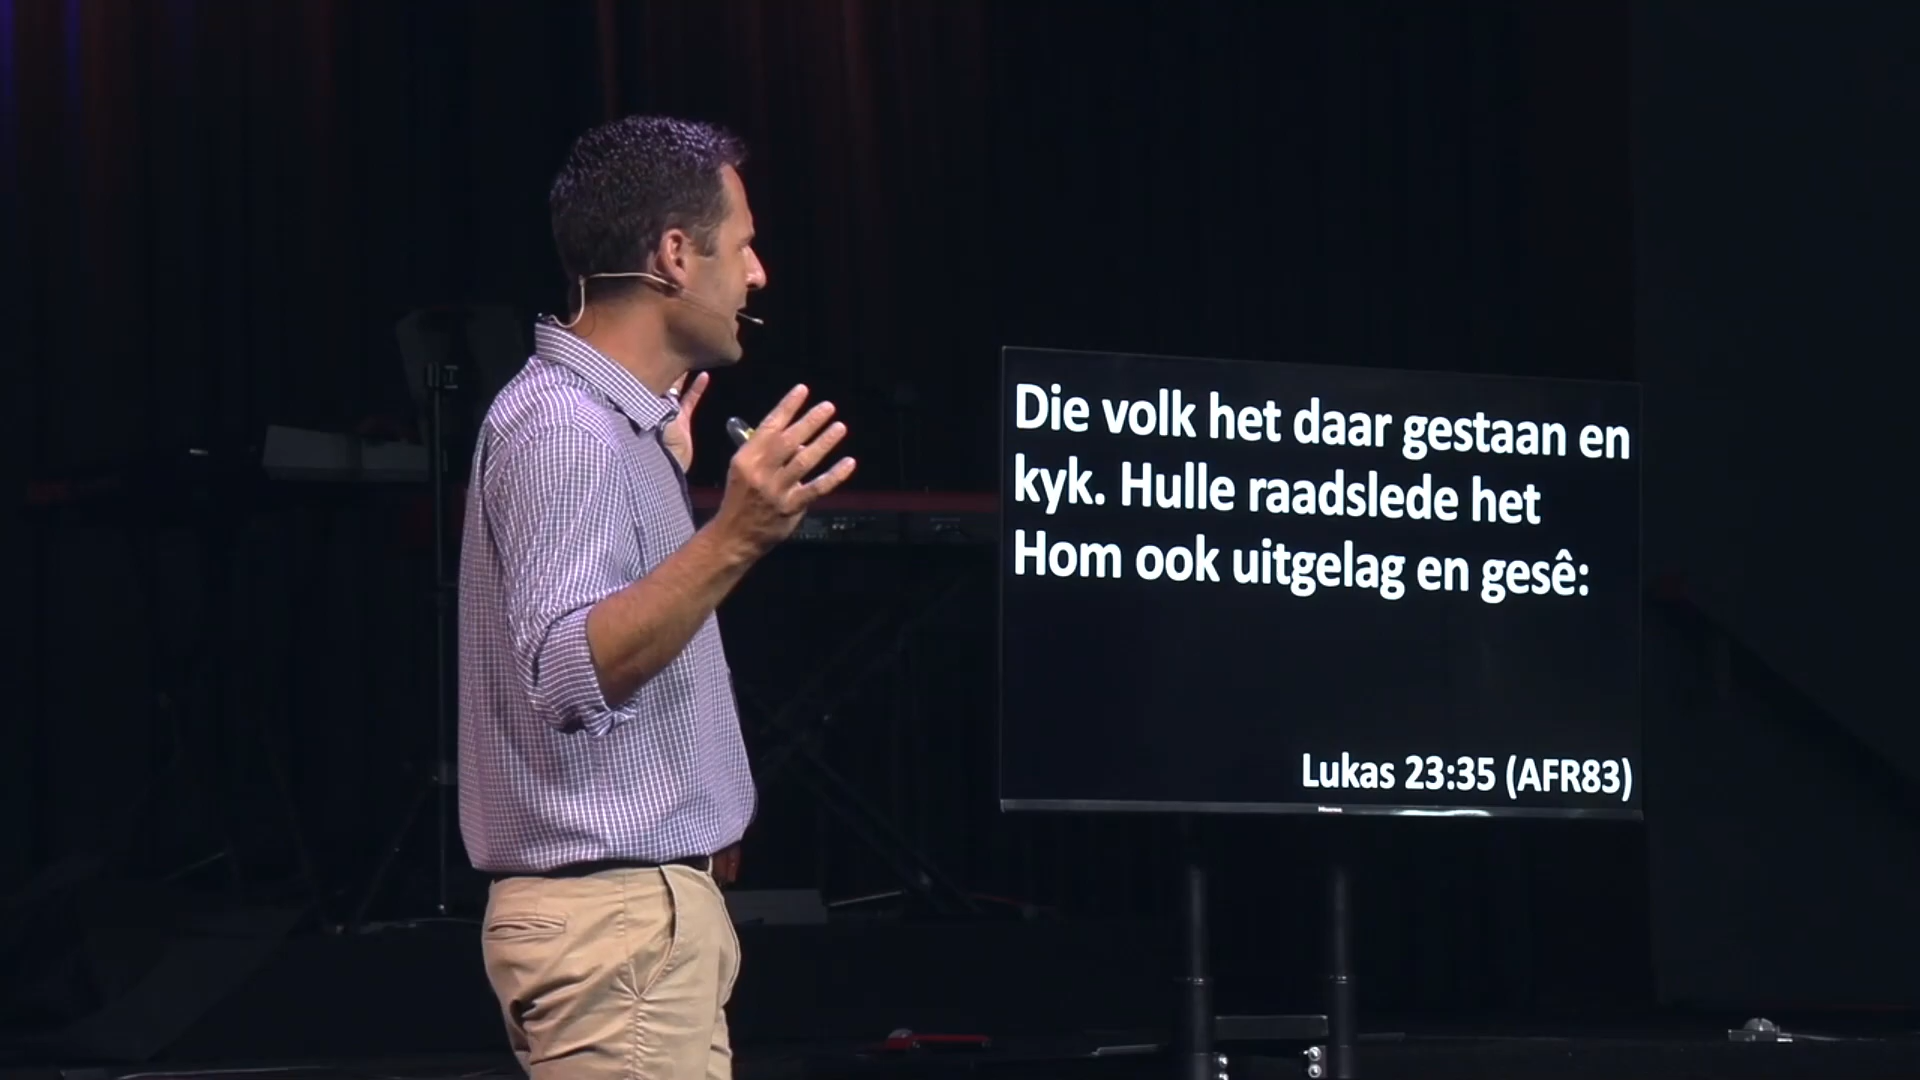 Die volk het daar gestaan en
kyk. Hulle raadslede het
Hom ook uitgelag en gesê:
Lukas 23:35 (AFR83)
Hisense